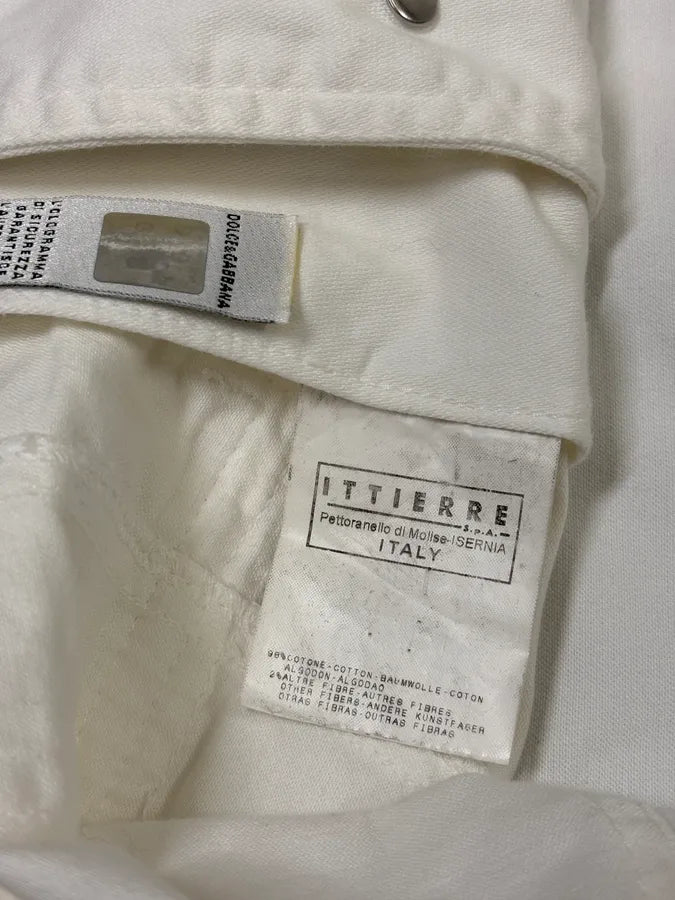 DOLCE&GABBANA
L'OLOGRAMMA
DI SICUREZZA
GARANTISCE
ITTIERRE
S.p.A.
Pettoranello di Molise-ISERNIA
ITALY
98%COTONE-COTTON-BAUMWOLLE-COTON
ALGODON-ALGODAO
2%ALTRE FIBRE-AUTRES FIBRES
OTHER FIBERS-ANDERE KUNSTFASER
OTRAS FIBRAS-OUTRAS FIBRAS